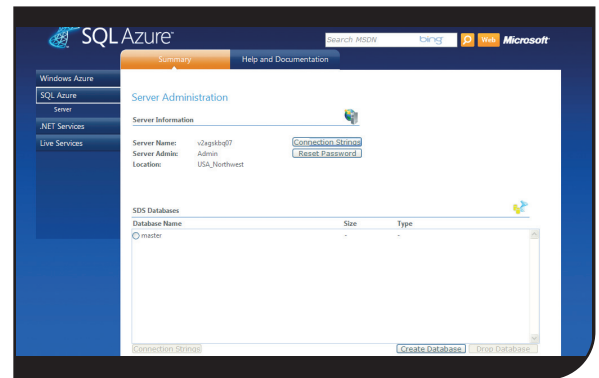 SQL Azure™
Search MSDN bing Web Microsoft
Summary Help and Documentation
Windows Azure
SQL Azure
Server
.NET Services
Live Services
Server Administration
Server Information
Server Name: v2agskbq07 Connection Strings
Server Admin: Admin Reset Password
Location: USA_Northwest
SDS Databases
Database Name Size Type
master - -
Connection Strings Create Database Drop Database